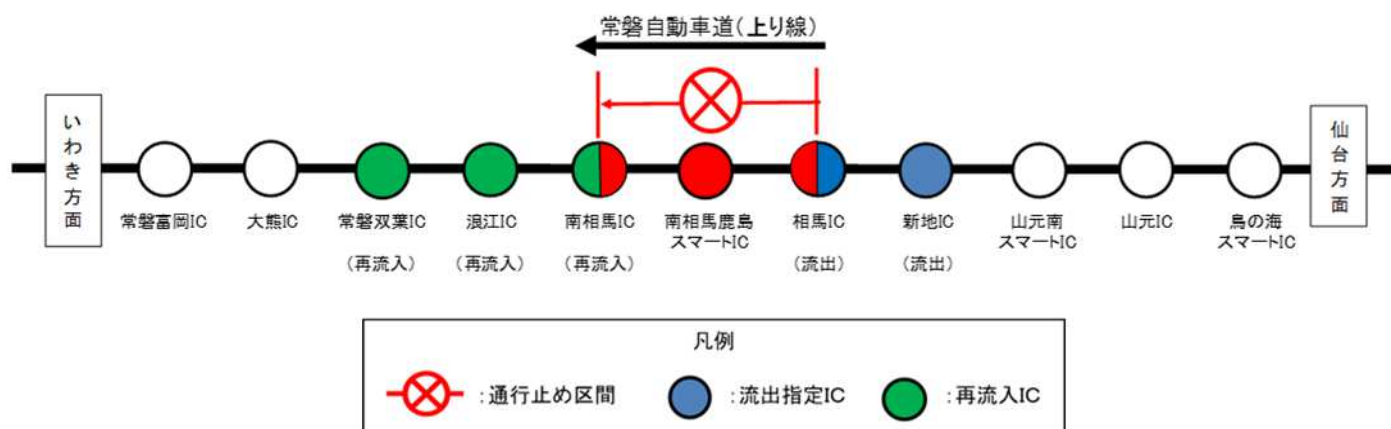 常磐自動車道(上り線)
いわき方面
仙台方面
常磐富岡IC
大熊IC
常磐双葉IC
(再流入)
浪江IC
(再流入)
南相馬IC
(再流入)
南相馬鹿島
スマートIC
相馬IC
(流出)
新地IC
(流出)
山元南
スマートIC
山元IC
鳥の海
スマートIC
凡例
:通行止め区間
:流出指定IC
:再流入IC